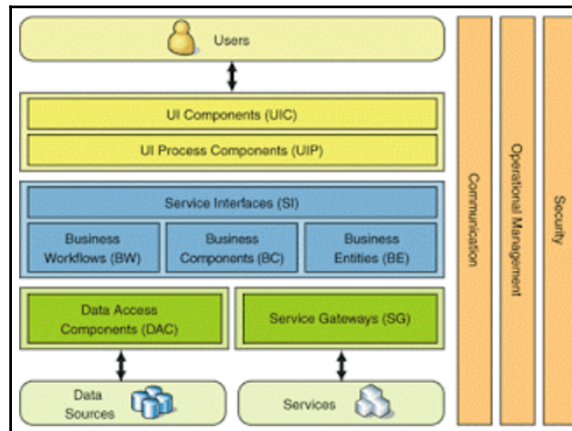 Users
UI Components (UIC)
UI Process Components (UIP)
Service Interfaces (SI)
Business
Workflows (BW)
Business
Components (BC)
Business
Entities (BE)
Data Access
Components (DAC)
Service Gateways (SG)
Data
Sources
Services
Communication
Operational Management
Security